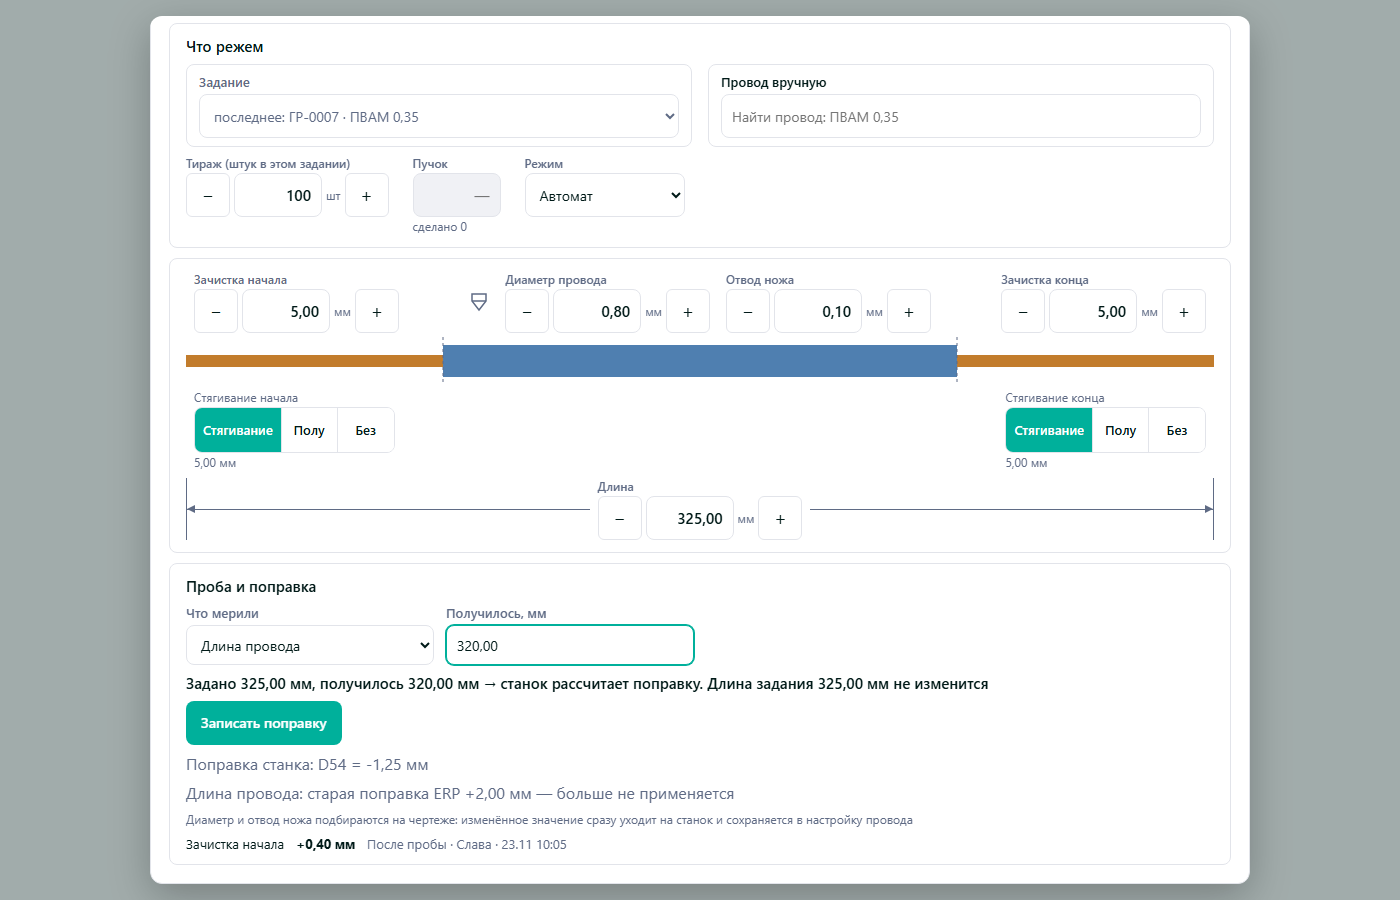 Что режем
Задание
Провод вручную
последнее: ГР-0007 · ПВАМ 0,35
Найти провод: ПВАМ 0,35
Тираж (штук в этом задании)
Пучок
Режим
− 100 шт +
—
Автомат
сделано 0
Зачистка начала
Диаметр провода
Отвод ножа
Зачистка конца
− 5,00 мм +
− 0,80 мм +
− 0,10 мм +
− 5,00 мм +
Стягивание начала
Стягивание конца
Стягивание Полу Без
Стягивание Полу Без
5,00 мм
5,00 мм
Длина
− 325,00 мм +
Проба и поправка
Что мерили
Получилось, мм
Длина провода
320,00
Задано 325,00 мм, получилось 320,00 мм → станок рассчитает поправку. Длина задания 325,00 мм не изменится
Записать поправку
Поправка станка: D54 = -1,25 мм
Длина провода: старая поправка ERP +2,00 мм — больше не применяется
Диаметр и отвод ножа подбираются на чертеже: изменённое значение сразу уходит на станок и сохраняется в настройку провода
Зачистка начала +0,40 мм После пробы · Слава · 23.11 10:05